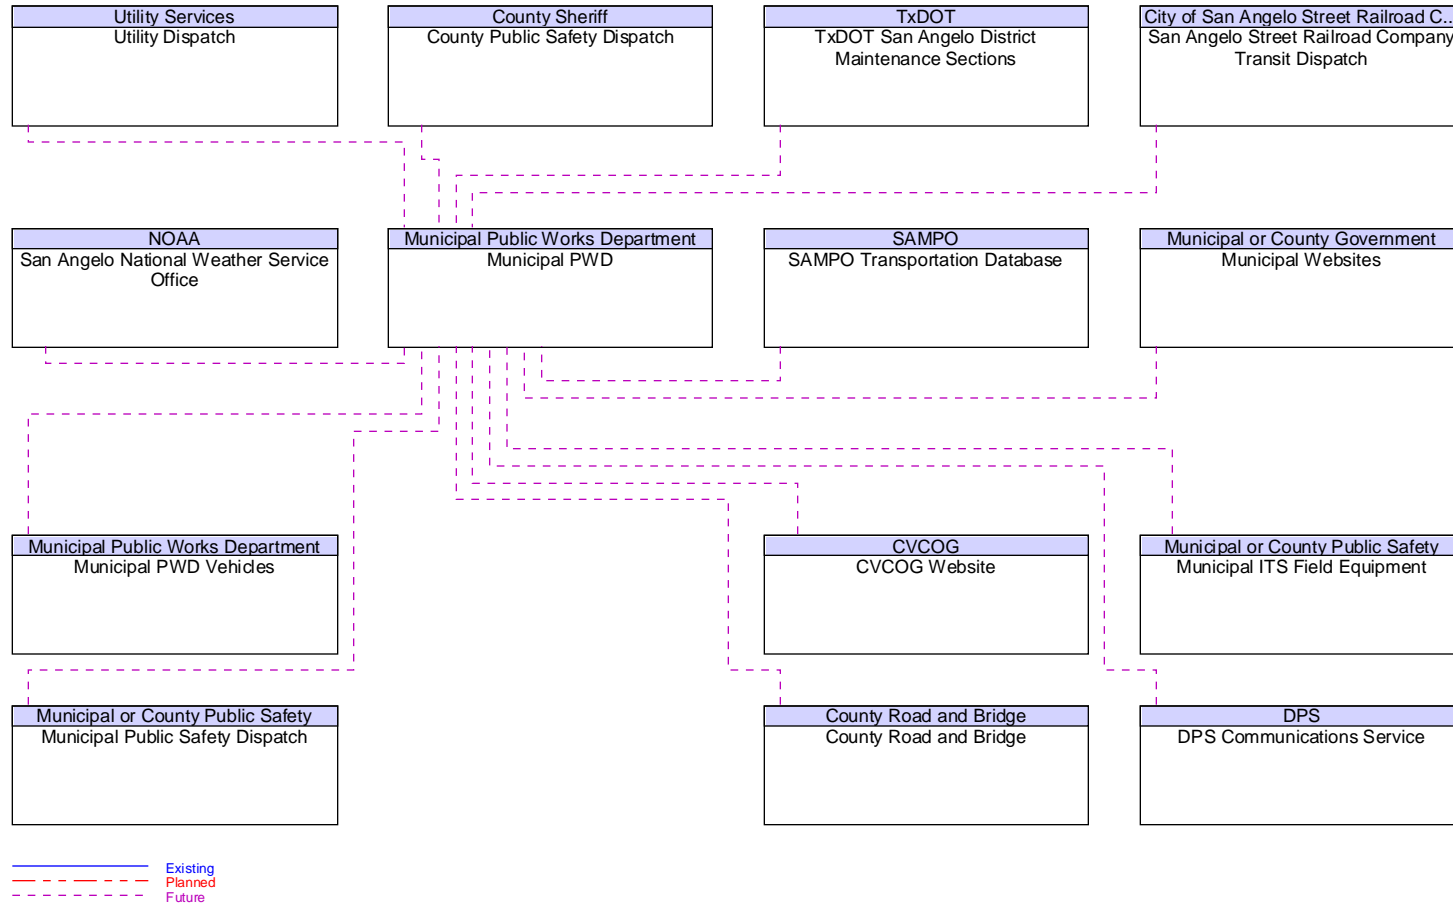 Utility Services
Utility Dispatch
County Sheriff
County Public Safety Dispatch
TxDOT
TxDOT San Angelo District
Maintenance Sections
City of San Angelo Street Railroad C...
San Angelo Street Railroad Company
Transit Dispatch
NOAA
San Angelo National Weather Service
Office
Municipal Public Works Department
Municipal PWD
SAMPO
SAMPO Transportation Database
Municipal or County Government
Municipal Websites
Municipal Public Works Department
Municipal PWD Vehicles
CVCOG
CVCOG Website
Municipal or County Public Safety
Municipal ITS Field Equipment
Municipal or County Public Safety
Municipal Public Safety Dispatch
County Road and Bridge
County Road and Bridge
DPS
DPS Communications Service
Existing
Planned
Future